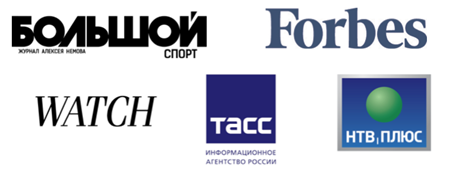 БОЛЬШОЙ
ЖУРНАЛ АЛЕКСЕЯ НЕМОВА
СПОРТ
Forbes
WATCH
ТАСС
ИНФОРМАЦИОННОЕ
АГЕНТСТВО РОССИИ
НТВ ПЛЮС